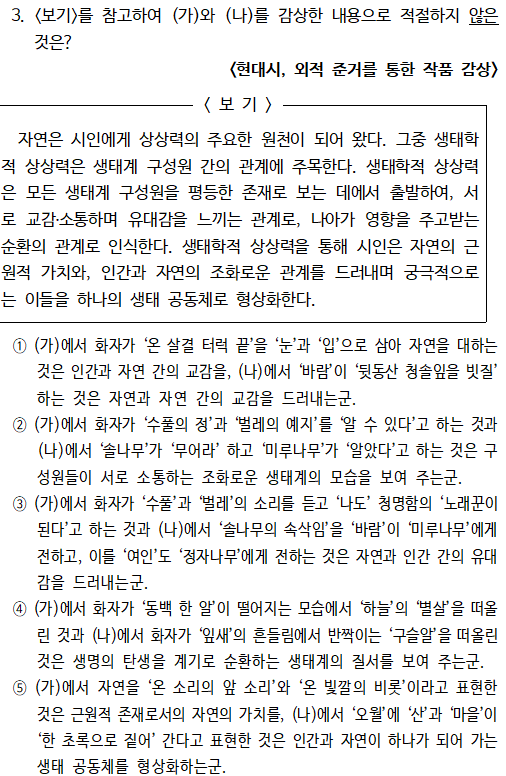 3. <보기>를 참고하여 (가)와 (나)를 감상한 내용으로 적절하지 않은
것은?
<현대시, 외적 준거를 통한 작품 감상>
< 보 기 >
자연은 시인에게 상상력의 주요한 원천이 되어 왔다. 그중 생태학
적 상상력은 생태계 구성원 간의 관계에 주목한다. 생태학적 상상력
은 모든 생태계 구성원을 평등한 존재로 보는 데에서 출발하여, 서
로 교감·소통하며 유대감을 느끼는 관계로, 나아가 영향을 주고받는
순환의 관계로 인식한다. 생태학적 상상력을 통해 시인은 자연의 근
원적 가치와, 인간과 자연의 조화로운 관계를 드러내며 궁극적으로
는 이들을 하나의 생태 공동체로 형상화한다.
① (가)에서 화자가 ‘온 살결 터럭 끝’을 ‘눈’과 ‘입’으로 삼아 자연을 대하는
것은 인간과 자연 간의 교감을, (나)에서 ‘바람’이 ‘뒷동산 청솔잎을 빗질’
하는 것은 자연과 자연 간의 교감을 드러내는군.
② (가)에서 화자가 ‘수풀의 정’과 ‘벌레의 예지’를 ‘알 수 있다’고 하는 것과
(나)에서 ‘솔나무’가 ‘무어라’ 하고 ‘미루나무’가 ‘알았다’고 하는 것은 구
성원들이 서로 소통하는 조화로운 생태계의 모습을 보여 주는군.
③ (가)에서 화자가 ‘수풀’과 ‘벌레’의 소리를 듣고 ‘나도’ 청명함의 ‘노래꾼이
된다’고 하는 것과 (나)에서 ‘솔나무의 속삭임’을 ‘바람’이 ‘미루나무’에게
전하고, 이를 ‘여인’도 ‘정자나무’에게 전하는 것은 자연과 인간 간의 유대
감을 드러내는군.
④ (가)에서 화자가 ‘동백 한 알’이 떨어지는 모습에서 ‘하늘’의 ‘별살’을 떠올
린 것과 (나)에서 화자가 ‘잎새’의 흔들림에서 반짝이는 ‘구슬알’을 떠올린
것은 생명의 탄생을 계기로 순환하는 생태계의 질서를 보여 주는군.
⑤ (가)에서 자연을 ‘온 소리의 앞 소리’와 ‘온 빛깔의 비롯’이라고 표현한
것은 근원적 존재로서의 자연의 가치를, (나)에서 ‘오월’에 ‘산’과 ‘마을’이
‘한 초록으로 짙어’ 간다고 표현한 것은 인간과 자연이 하나가 되어 가는
생태 공동체를 형상화하는군.